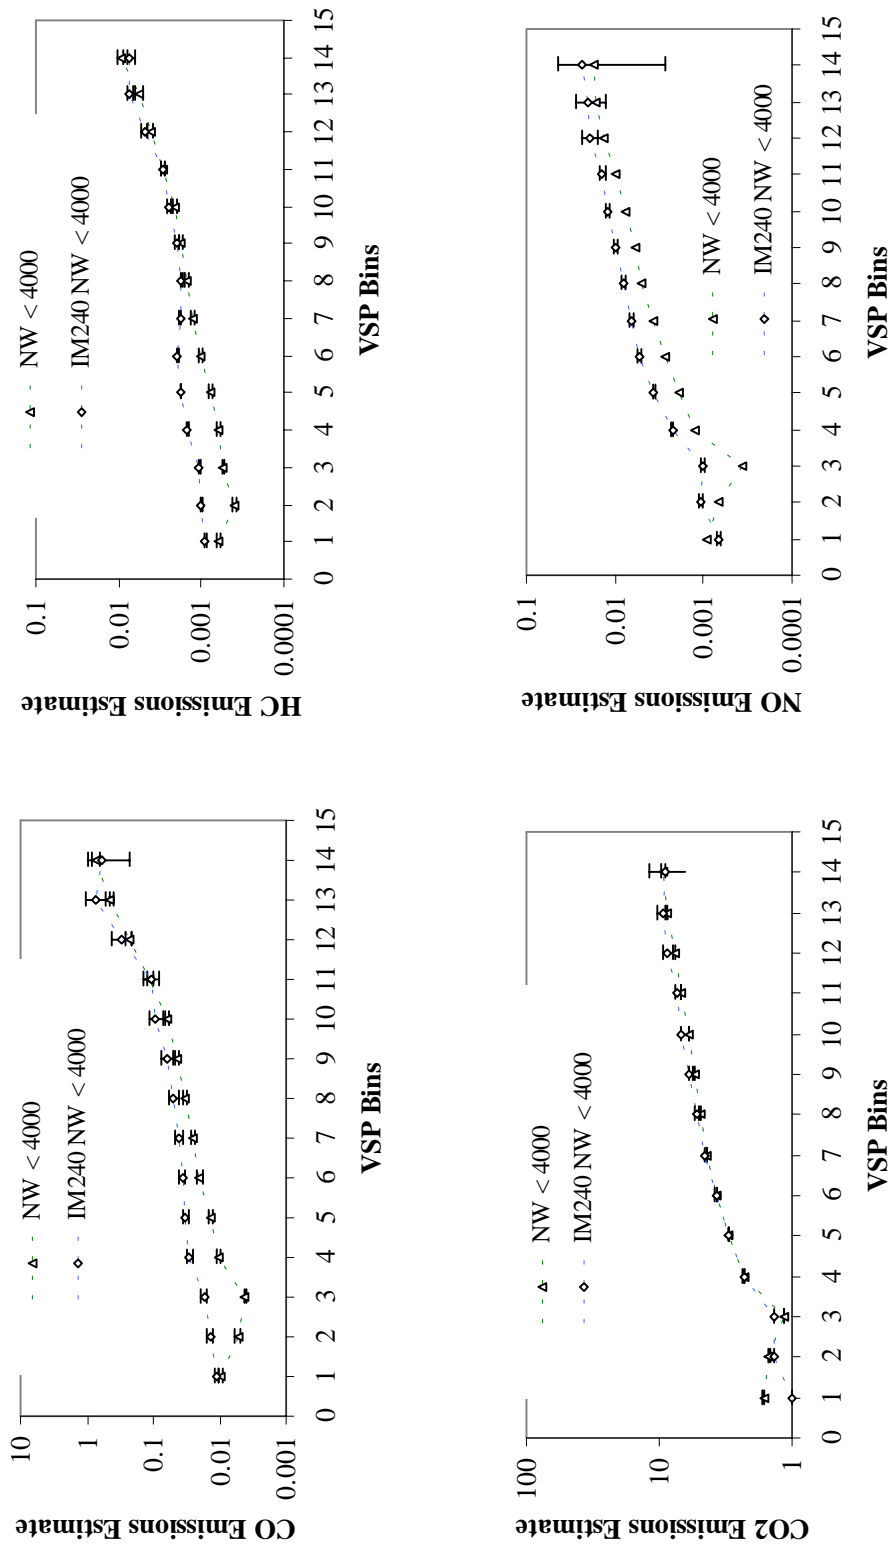 CO Emissions Estimate
10
1
0.1
0.01
0.001
NW < 4000
IM240 NW < 4000
0 1 2 3 4 5 6 7 8 9 10 11 12 13 14 15
VSP Bins
HC Emissions Estimate
0.1
0.01
0.001
0.0001
NW < 4000
IM240 NW < 4000
0 1 2 3 4 5 6 7 8 9 10 11 12 13 14 15
VSP Bins
CO2 Emissions Estimate
100
10
1
NW < 4000
IM240 NW < 4000
0 1 2 3 4 5 6 7 8 9 10 11 12 13 14 15
VSP Bins
NO Emissions Estimate
0.1
0.01
0.001
0.0001
NW < 4000
IM240 NW < 4000
0 1 2 3 4 5 6 7 8 9 10 11 12 13 14 15
VSP Bins